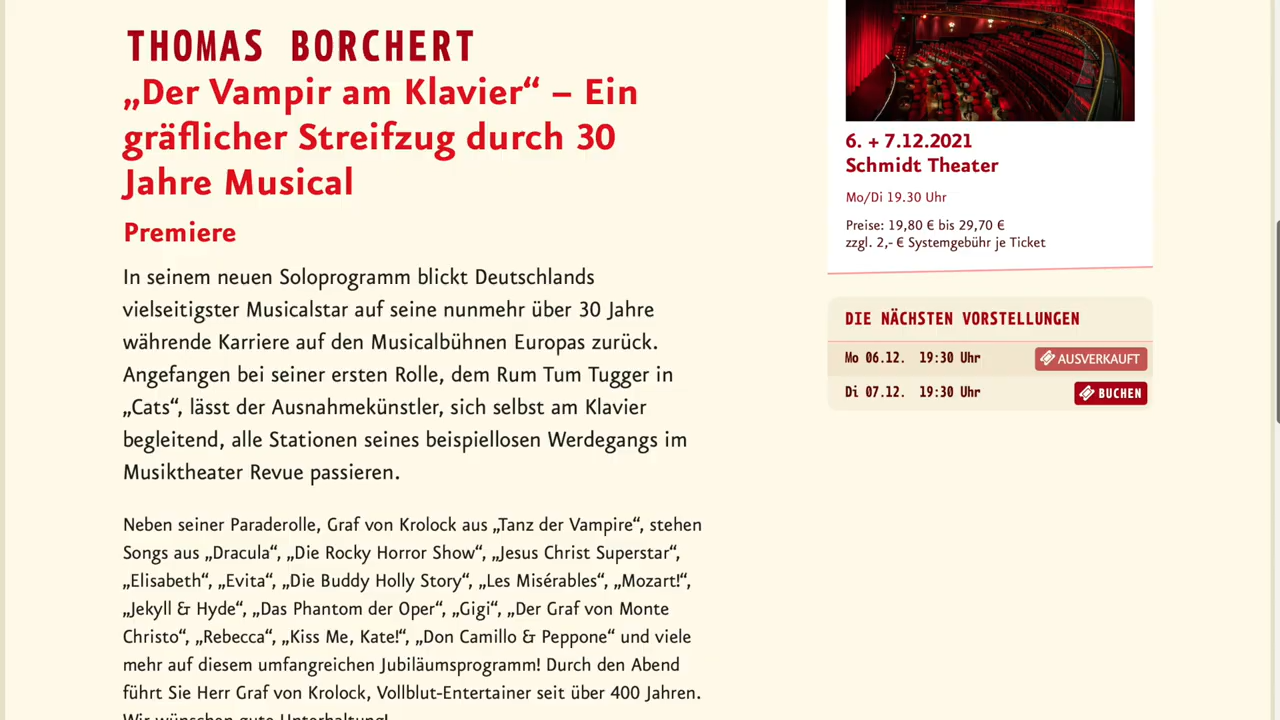 THOMAS BORCHERT
„Der Vampir am Klavier“ – Ein
gräflicher Streifzug durch 30
Jahre Musical
Premiere
In seinem neuen Soloprogramm blickt Deutschlands
vielseitigster Musicalstar auf seine nunmehr über 30 Jahre
währende Karriere auf den Musicalbühnen Europas zurück.
Angefangen bei seiner ersten Rolle, dem Rum Tum Tugger in
„Cats“, lässt der Ausnahmekünstler, sich selbst am Klavier
begleitend, alle Stationen seines beispiellosen Werdegangs im
Musiktheater Revue passieren.
Neben seiner Paraderolle, Graf von Krolock aus „Tanz der Vampire“, stehen
Songs aus „Dracula“, „Die Rocky Horror Show“, „Jesus Christ Superstar“,
„Elisabeth“, „Evita“, „Die Buddy Holly Story“, „Les Misérables“, „Mozart!“,
„Jekyll & Hyde“, „Das Phantom der Oper“, „Gigi“, „Der Graf von Monte
Christo“, „Rebecca“, „Kiss Me, Kate!“, „Don Camillo & Peppone“ und viele
mehr auf diesem umfangreichen Jubiläumsprogramm! Durch den Abend
führt Sie Herr Graf von Krolock, Vollblut-Entertainer seit über 400 Jahren.
Wir wünschen gute Unterhaltung!
6. + 7.12.2021
Schmidt Theater
Mo/Di 19.30 Uhr
Preise: 19,80 € bis 29,70 €
zzgl. 2,- € Systemgebühr je Ticket
DIE NÄCHSTEN VORSTELLUNGEN
Mo 06.12. 19:30 Uhr AUSVERKAUFT
Di 07.12. 19:30 Uhr BUCHEN